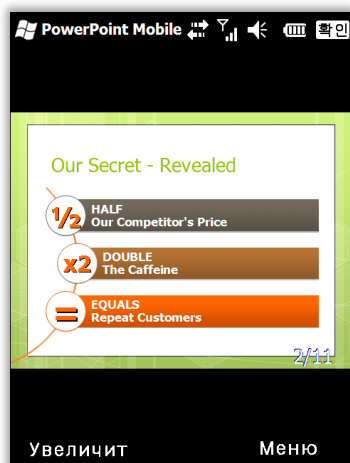 PowerPoint Mobile 확인
Our Secret - Revealed
½ HALF
Our Competitor's Price
x2 DOUBLE
The Caffeine
= EQUALS
Repeat Customers
2/11
Увеличит Меню